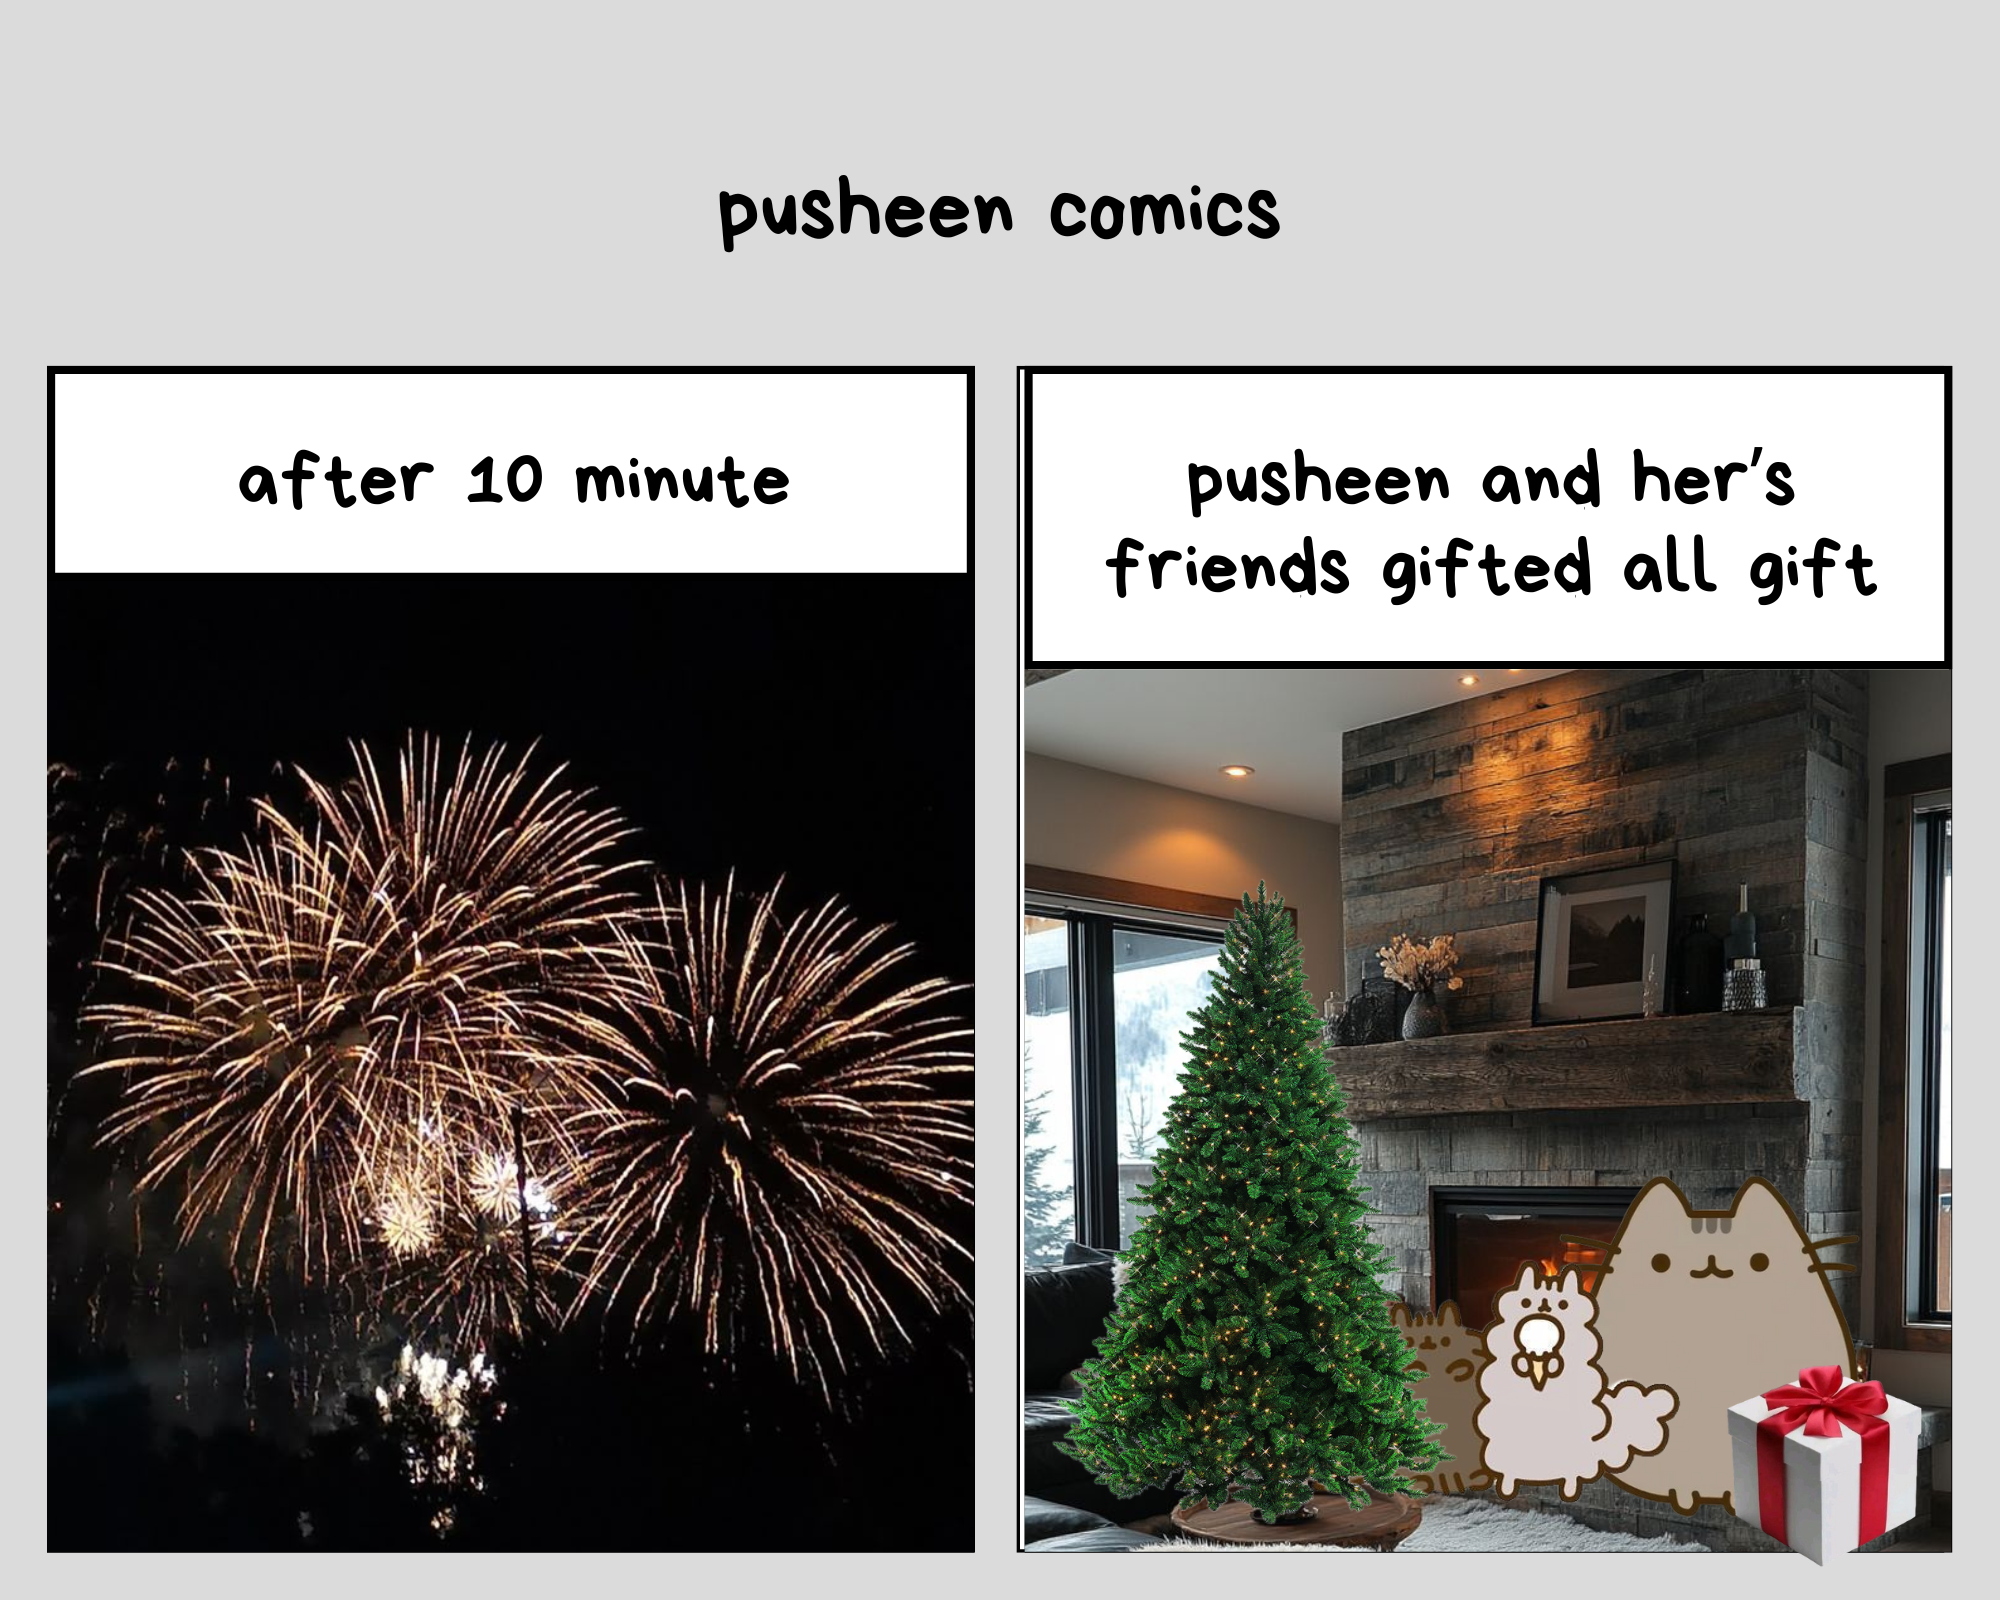 pusheen comics
after 10 minute
pusheen and her's
friends gifted all gift